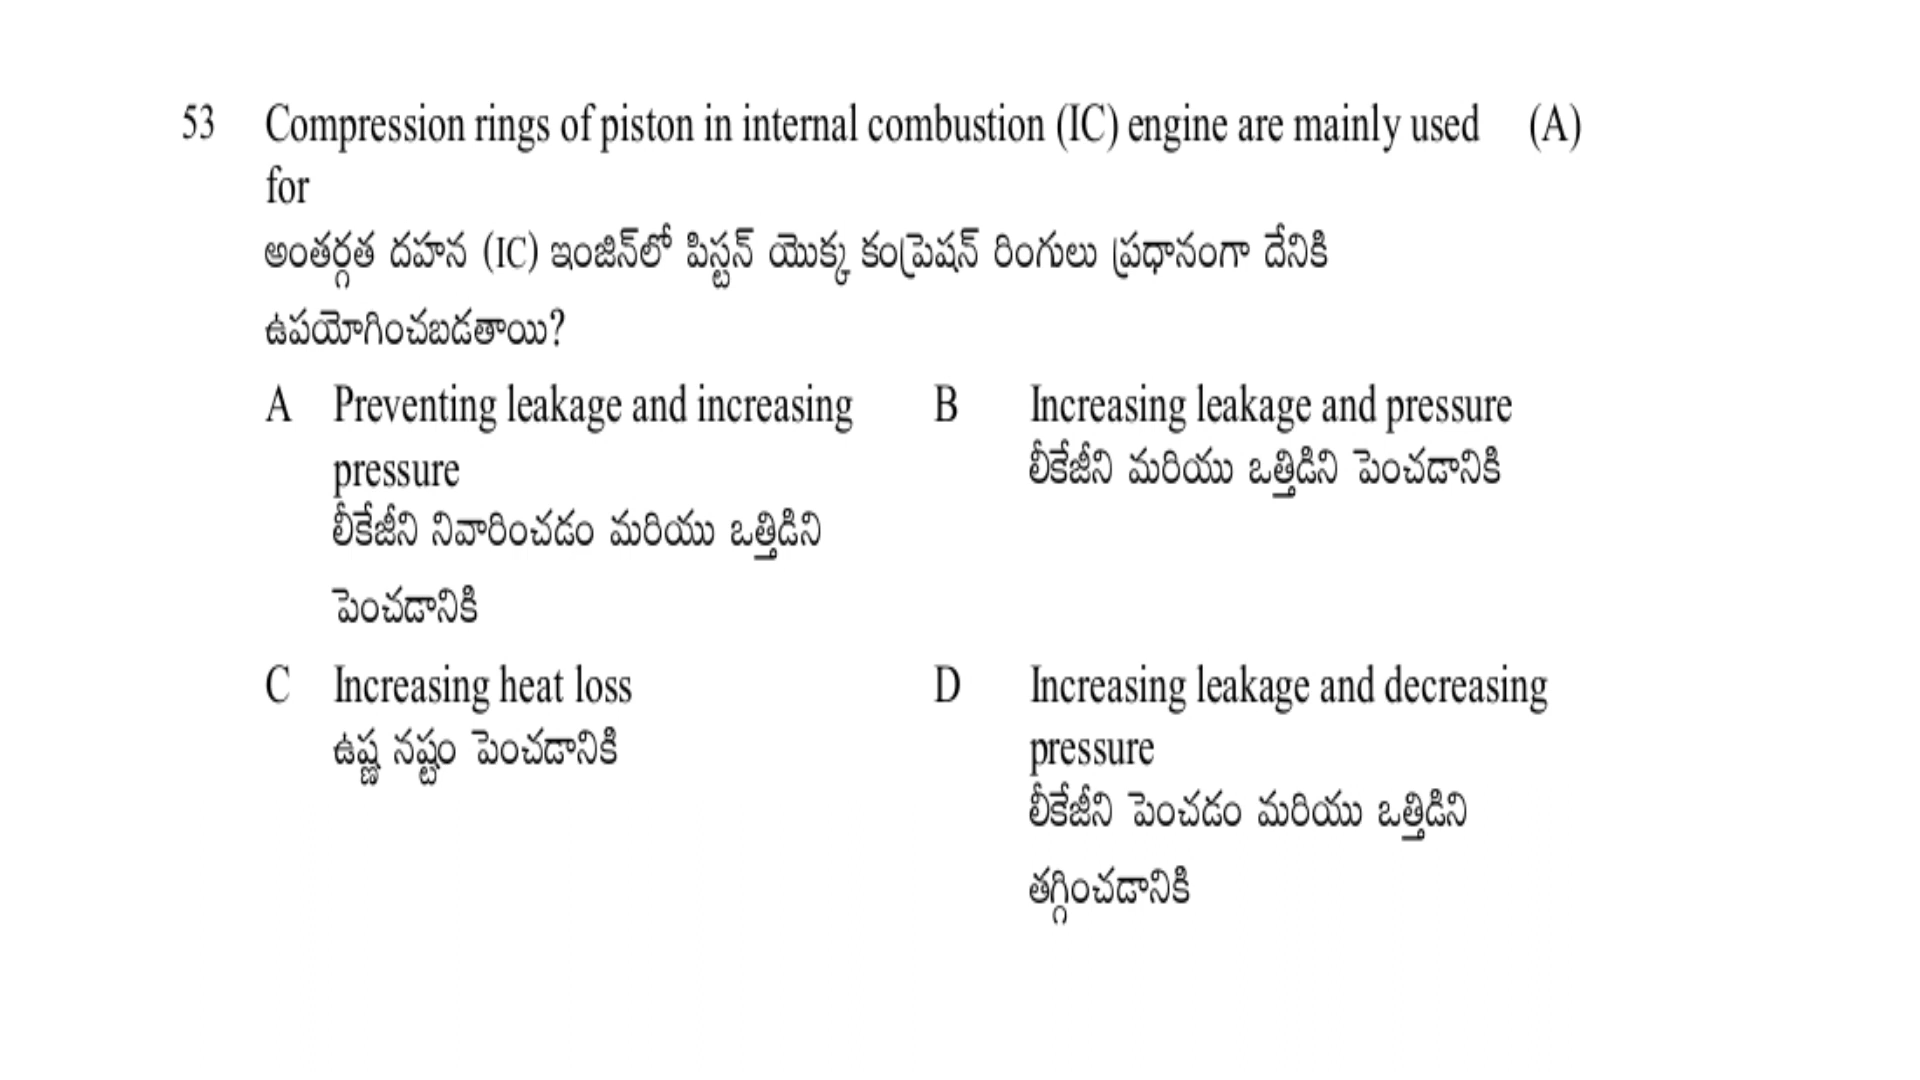 53 Compression rings of piston in internal combustion (IC) engine are mainly used (A)
for
అంతర్గత దహన (IC) ఇంజిన్‌లో పిస్టన్ యొక్క కంప్రెషన్ రింగులు ప్రధానంగా దేనికి
ఉపయోగించబడతాయి?
A Preventing leakage and increasing
pressure
లీకేజీని నివారించడం మరియు ఒత్తిడిని
పెంచడానికి
B Increasing leakage and pressure
లీకేజీని మరియు ఒత్తిడిని పెంచడానికి
C Increasing heat loss
ఉష్ణ నష్టం పెంచడానికి
D Increasing leakage and decreasing
pressure
లీకేజీని పెంచడం మరియు ఒత్తిడిని
తగ్గించడానికి